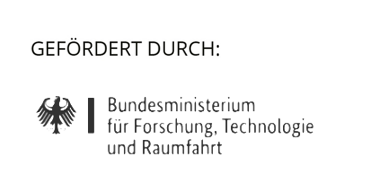 GEFÖRDERT DURCH:
Bundesministerium
für Forschung, Technologie
und Raumfahrt